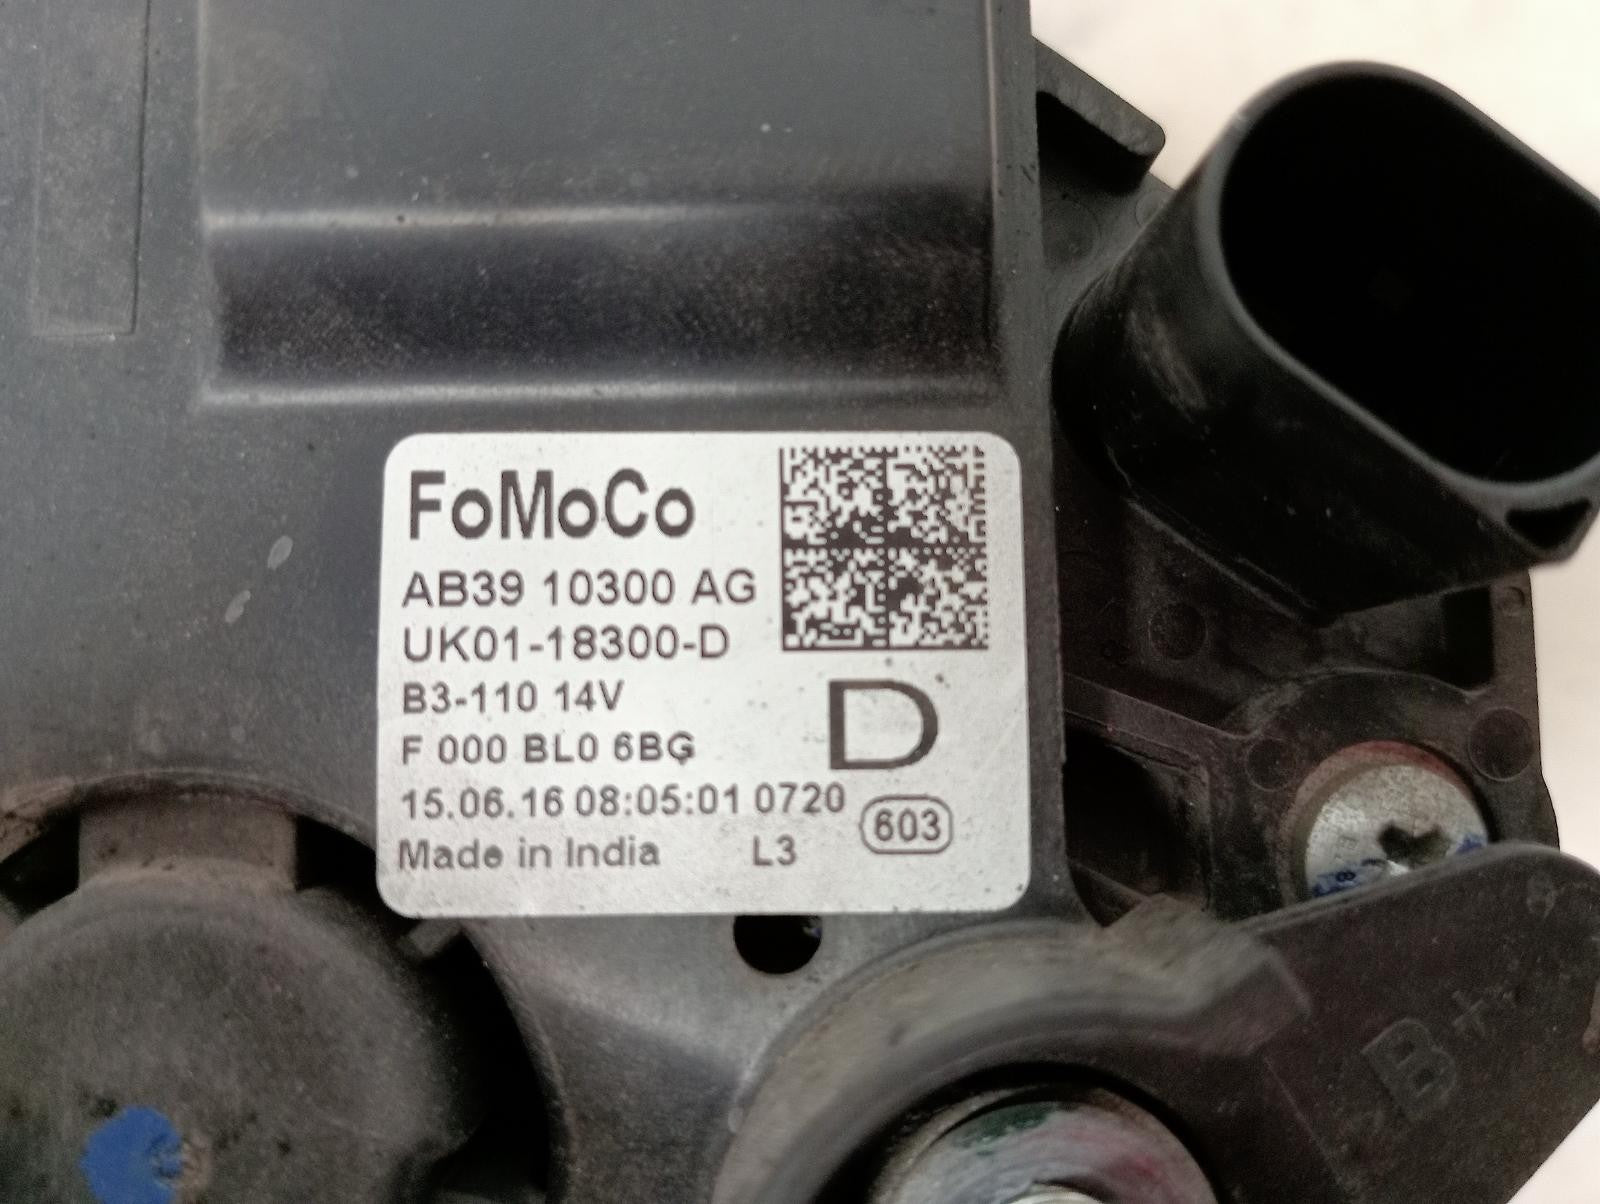 FoMoCo
AB39 10300 AG
UK01-18300-D
B3-110 14V
D
F 000 BL0 6BG
15.06.16 08:05:01 0720
603
Made in India L3
B+